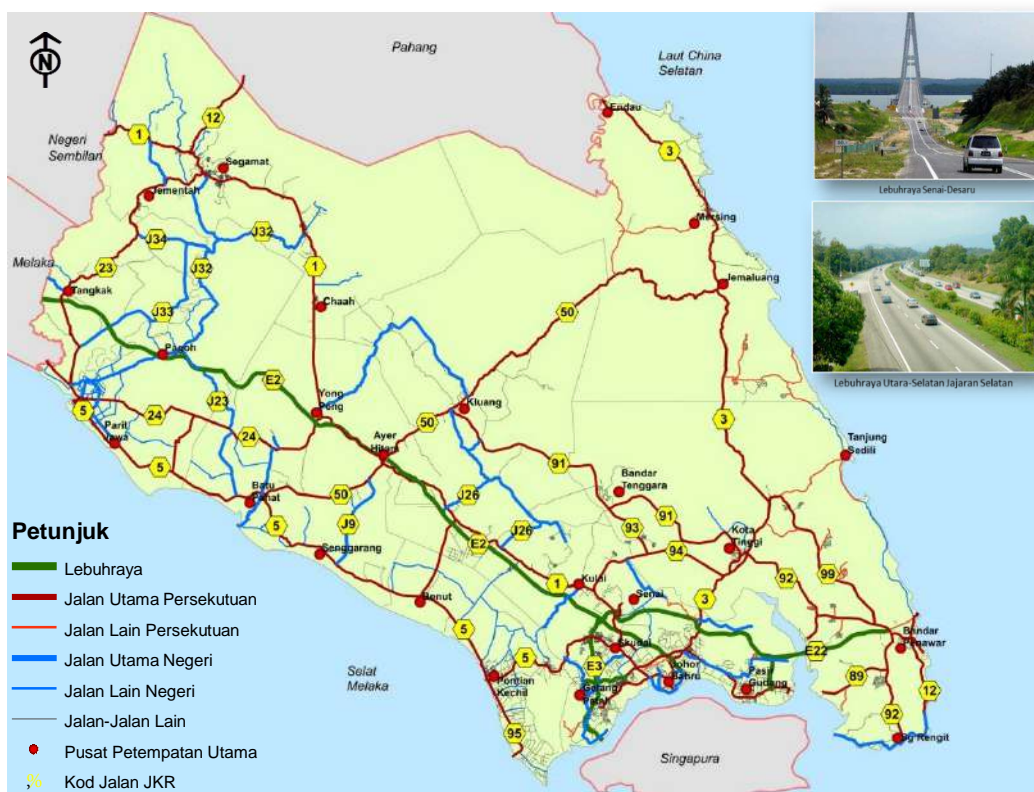 N
Pahang
Laut China
Selatan
Endau
12
1
3
Negeri
Sembilan
Segamat
Lebuhraya Senai-Desaru
Jementah
Mersing
J34
J32
J32
Melaka
23
1
Jemaluang
Tangkak
Chaah
J33
50
Pagoh
Lebuhraya Utara-Selatan Jajaran Selatan
E2
J23
Yong
Peng
Kluang
5
24
50
3
Parit
Jawa
24
Ayer
Hitam
Tanjung
Sedili
5
91
Bandar
Tenggara
Batu
Pahat
50
J26
91
5
J9
93
Petunjuk
J26
Kota
Tinggi
Senggarang
E2
94
Lebuhraya
1
Kulai
92
99
Jalan Utama Persekutuan
Benut
Senai
3
Jalan Lain Persekutuan
5
Skudai
E22
Bandar
Penawar
Jalan Utama Negeri
Selat
Melaka
5
E3
Johor
Bahru
Pasir
Gudang
89
Jalan Lain Negeri
Pontian
Kechil
Gelang
Patah
12
Jalan-Jalan Lain
95
92
Pusat Petempatan Utama
Singapura
Sg Rengit
,% Kod Jalan JKR